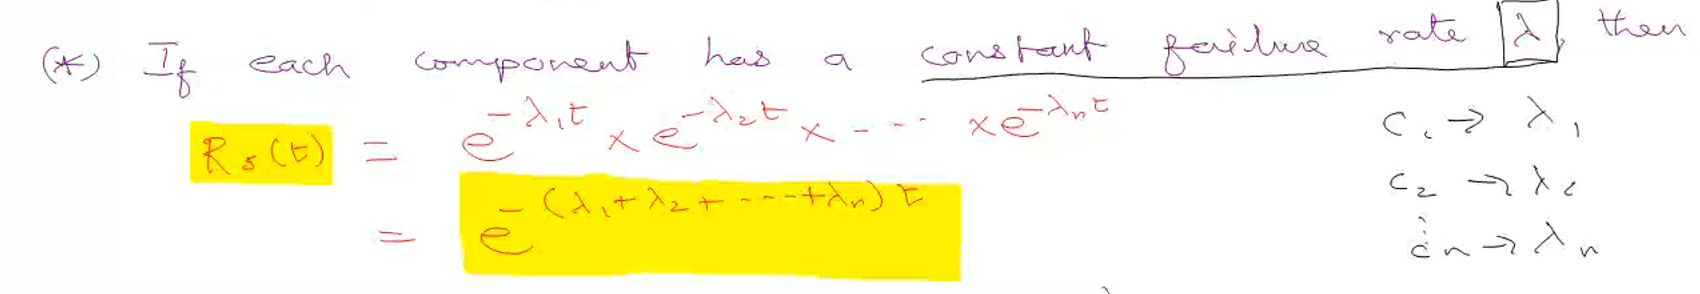 (*) If each component has a constant failure rate λ, then
R_s(t) = e^{-λ₁t} × e^{-λ₂t} × ---- × e^{-λₙt}
= e^{-(λ₁+λ₂+----+λₙ)t}
C₁ → λ₁
C₂ → λ₂
⋮
Cₙ → λₙ